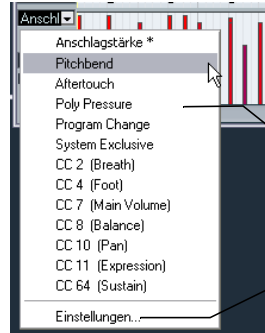 Anschl
Anschlagstärke *
Pitchbend
Aftertouch
Poly Pressure
Program Change
System Exclusive
CC 2 (Breath)
CC 4 (Foot)
CC 7 (Main Volume)
CC 8 (Balance)
CC 10 (Pan)
CC 11 (Expression)
CC 64 (Sustain)
Einstellungen...